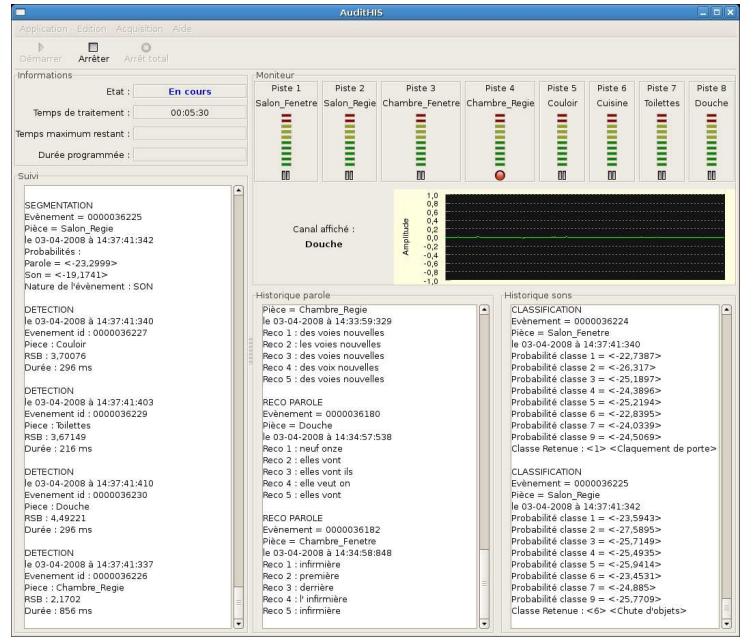 AuditHIS
Application Edition Acquisition Aide
Démarrer Arrêter Arrêt total
Informations
Etat : En cours
Temps de traitement : 00:05:30
Temps maximum restant :
Durée programmée :
Moniteur
Piste 1 Piste 2 Piste 3 Piste 4 Piste 5 Piste 6 Piste 7 Piste 8
Salon_Fenetre Salon_Regie Chambre_Fenetre Chambre_Regie Couloir Cuisine Toilettes Douche
Canal affiché :
Douche
Amplitude
1,0
0,8
0,6
0,4
0,2
0,0
-0,2
-0,4
-0,6
-0,8
-1,0
Suivi
SEGMENTATION
Evènement = 0000036225
Pièce = Salon_Regie
le 03-04-2008 à 14:37:41:342
Probabilités :
Parole = <-23,2999>
Son = <-19,1741>
Nature de l'évènement : SON
DETECTION
le 03-04-2008 à 14:37:41:340
Evenement id : 0000036227
Piece : Couloir
RSB : 3,70076
Durée : 296 ms
DETECTION
le 03-04-2008 à 14:37:41:403
Evenement id : 0000036229
Piece : Toilettes
RSB : 3,67149
Durée : 216 ms
DETECTION
le 03-04-2008 à 14:37:41:410
Evenement id : 0000036230
Piece : Douche
RSB : 4,49221
Durée : 296 ms
DETECTION
le 03-04-2008 à 14:37:41:337
Evenement id : 0000036226
Piece : Chambre_Regie
RSB : 2,1702
Durée : 856 ms
Historique parole
Pièce = Chambre_Regie
le 03-04-2008 à 14:33:59:329
Reco 1 : des voies nouvelles
Reco 2 : les voies nouvelles
Reco 3 : des voies nouvelles
Reco 4 : des voix nouvelles
Reco 5 : des voies nouvelles
RECO PAROLE
Evènement = 0000036180
Pièce = Douche
le 03-04-2008 à 14:34:57:538
Reco 1 : neuf onze
Reco 2 : elles vont
Reco 3 : elles vont ils
Reco 4 : elle veut on
Reco 5 : elles vont
RECO PAROLE
Evènement = 0000036182
Pièce = Chambre_Fenetre
le 03-04-2008 à 14:34:58:848
Reco 1 : infirmière
Reco 2 : première
Reco 3 : derrière
Reco 4 : l' infirmière
Reco 5 : infirmière
Historique sons
CLASSIFICATION
Evènement = 0000036224
Pièce = Salon_Fenetre
le 03-04-2008 à 14:37:41:340
Probabilité classe 1 = <-22,7387>
Probabilité classe 2 = <-26,317>
Probabilité classe 3 = <-25,1897>
Probabilité classe 4 = <-24,3896>
Probabilité classe 5 = <-25,2194>
Probabilité classe 6 = <-22,8395>
Probabilité classe 7 = <-24,0339>
Probabilité classe 9 = <-24,5069>
Classe Retenue : <1> <Claquement de porte>
CLASSIFICATION
Evènement = 0000036225
Pièce = Salon_Regie
le 03-04-2008 à 14:37:41:342
Probabilité classe 1 = <-23,5943>
Probabilité classe 2 = <-27,5895>
Probabilité classe 3 = <-25,7149>
Probabilité classe 4 = <-25,4935>
Probabilité classe 5 = <-25,9414>
Probabilité classe 6 = <-23,4531>
Probabilité classe 7 = <-24,885>
Probabilité classe 9 = <-25,7709>
Classe Retenue : <6> <Chute d'objets>